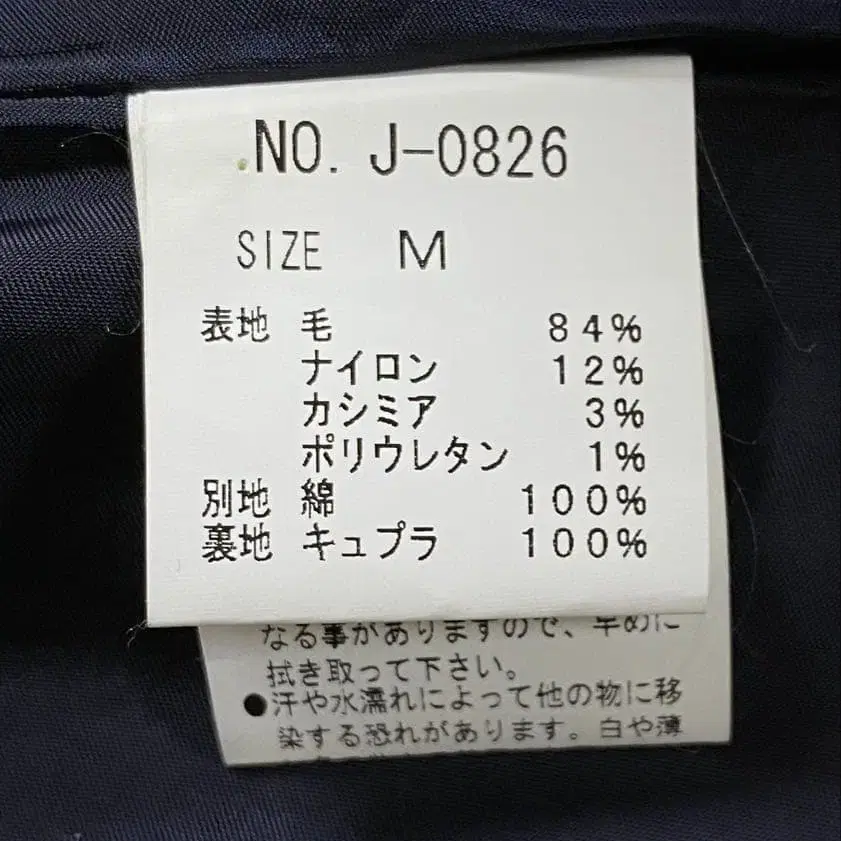 NO. J-0826
SIZE M
表地 毛 84%
ナイロン 12%
カシミア 3%
ポリウレタン 1%
別地 綿 100%
裏地 キュプラ 100%
なる事がありますので、早めに
拭き取って下さい。
●汗や水濡れによって他の物に移
染する恐れがあります。白や薄